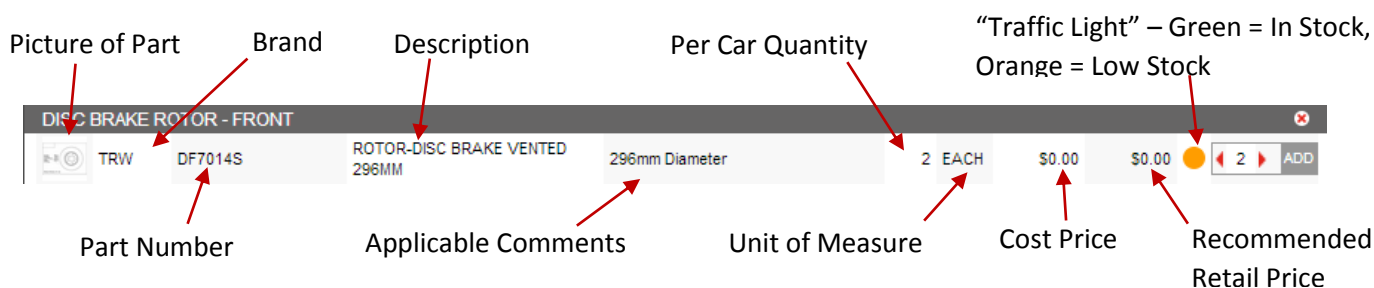 “Traffic Light” – Green = In Stock,
Orange = Low Stock
Picture of Part
Brand
Description
Per Car Quantity
DISC BRAKE ROTOR - FRONT
TRW
DF7014S
ROTOR-DISC BRAKE VENTED
296MM
296mm Diameter
2
EACH
$0.00
$0.00
2
ADD
Part Number
Applicable Comments
Unit of Measure
Cost Price
Recommended
Retail Price